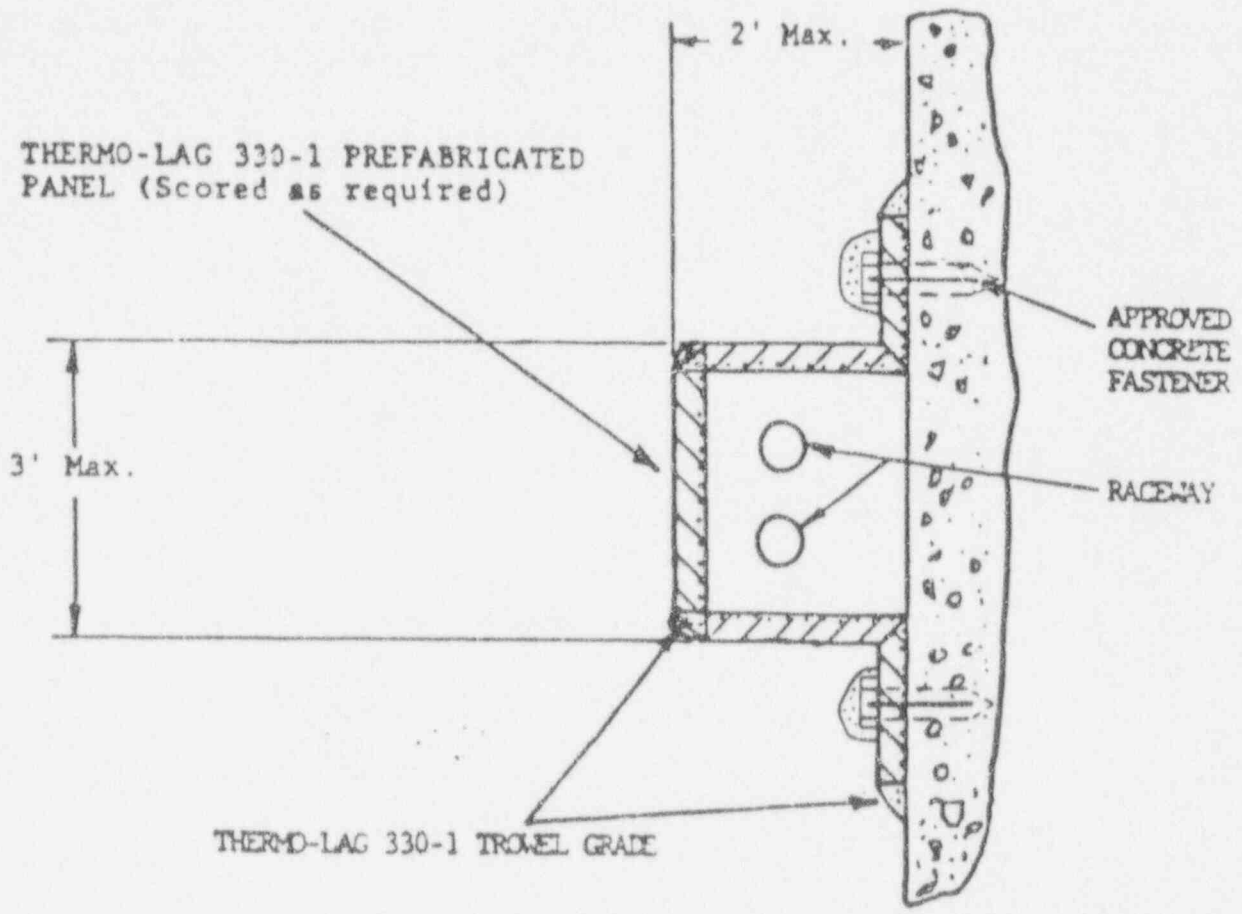 2' Max.
THERMO-LAG 330-1 PREFABRICATED
PANEL (Scored as required)
APPROVED
CONCRETE
FASTENER
3' Max.
RACEWAY
THERMO-LAG 330-1 TROWEL GRADE